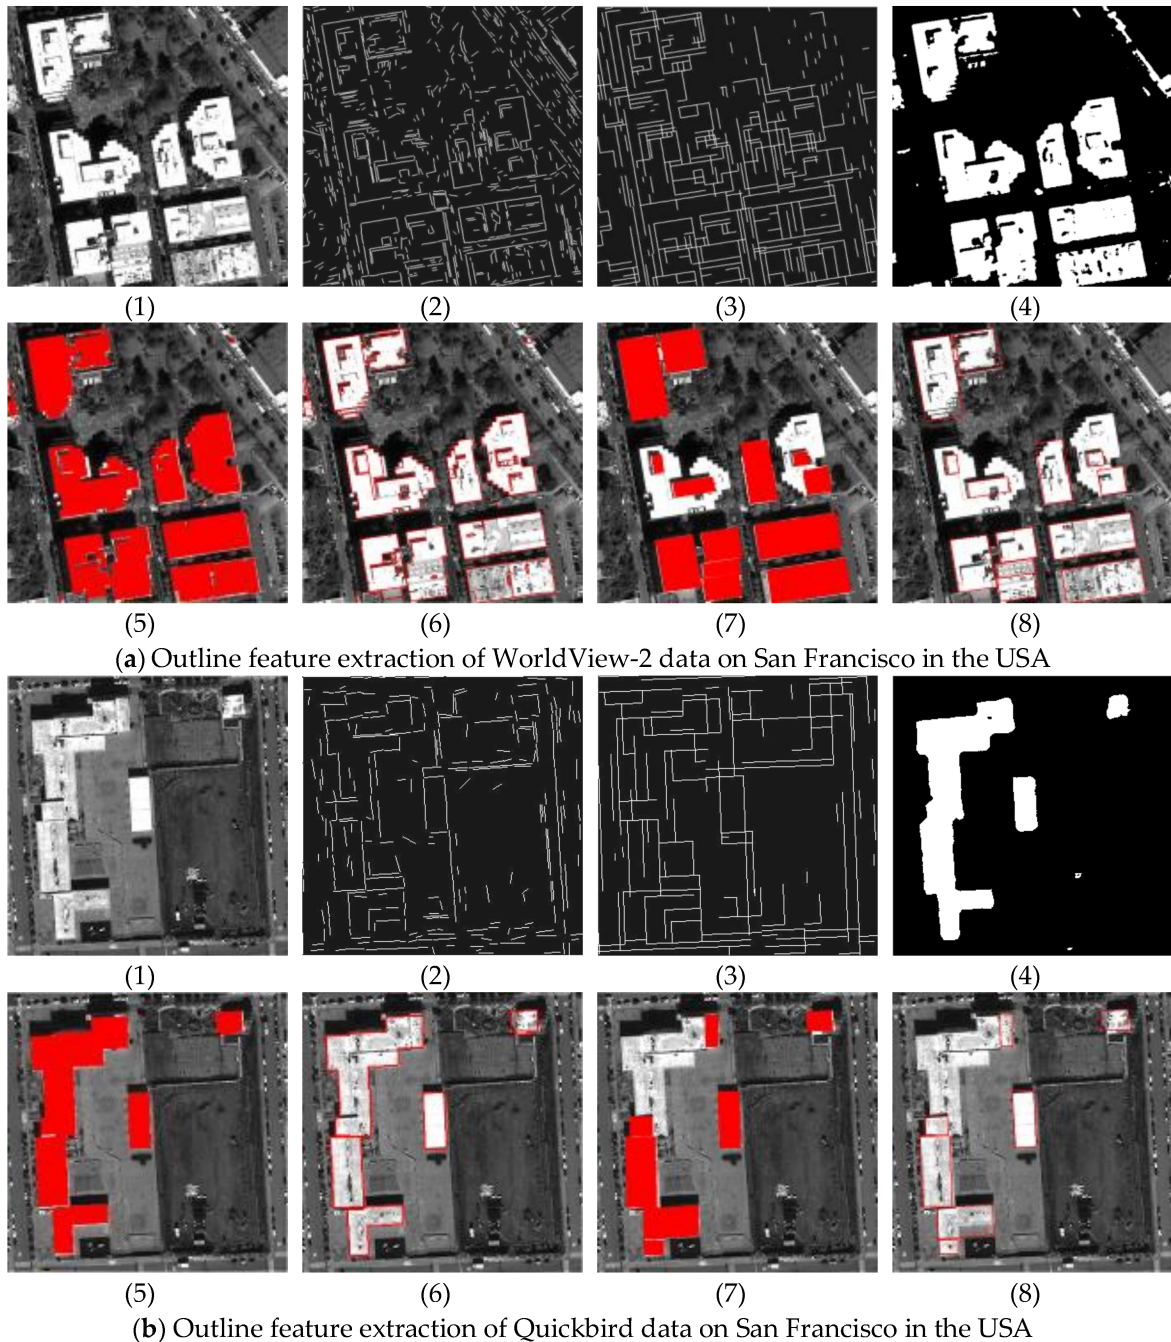 (1) (2) (3) (4)
(5) (6) (7) (8)
(a) Outline feature extraction of WorldView-2 data on San Francisco in the USA
(1) (2) (3) (4)
(5) (6) (7) (8)
(b) Outline feature extraction of Quickbird data on San Francisco in the USA